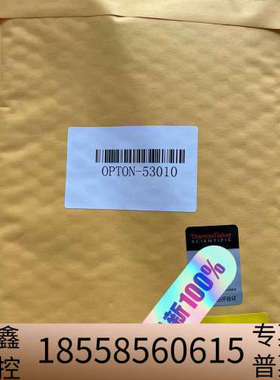 OPTON-53010
ThermoFisher
SCIENTIFIC
新100%
鑫
控
18558560615
专
普